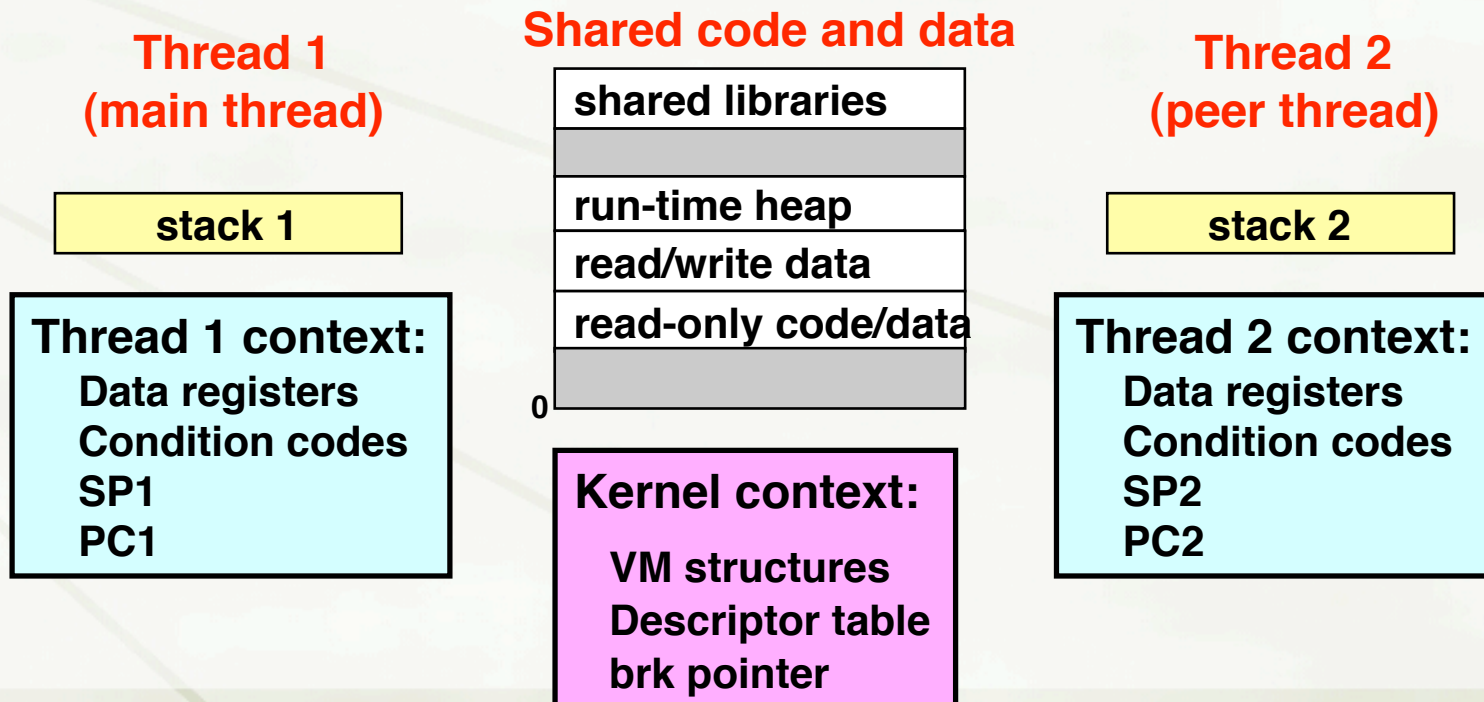 Thread 1
(main thread)
stack 1
Thread 1 context:
Data registers
Condition codes
SP1
PC1
Shared code and data
shared libraries
run-time heap
read/write data
read-only code/data
0
Kernel context:
VM structures
Descriptor table
brk pointer
Thread 2
(peer thread)
stack 2
Thread 2 context:
Data registers
Condition codes
SP2
PC2